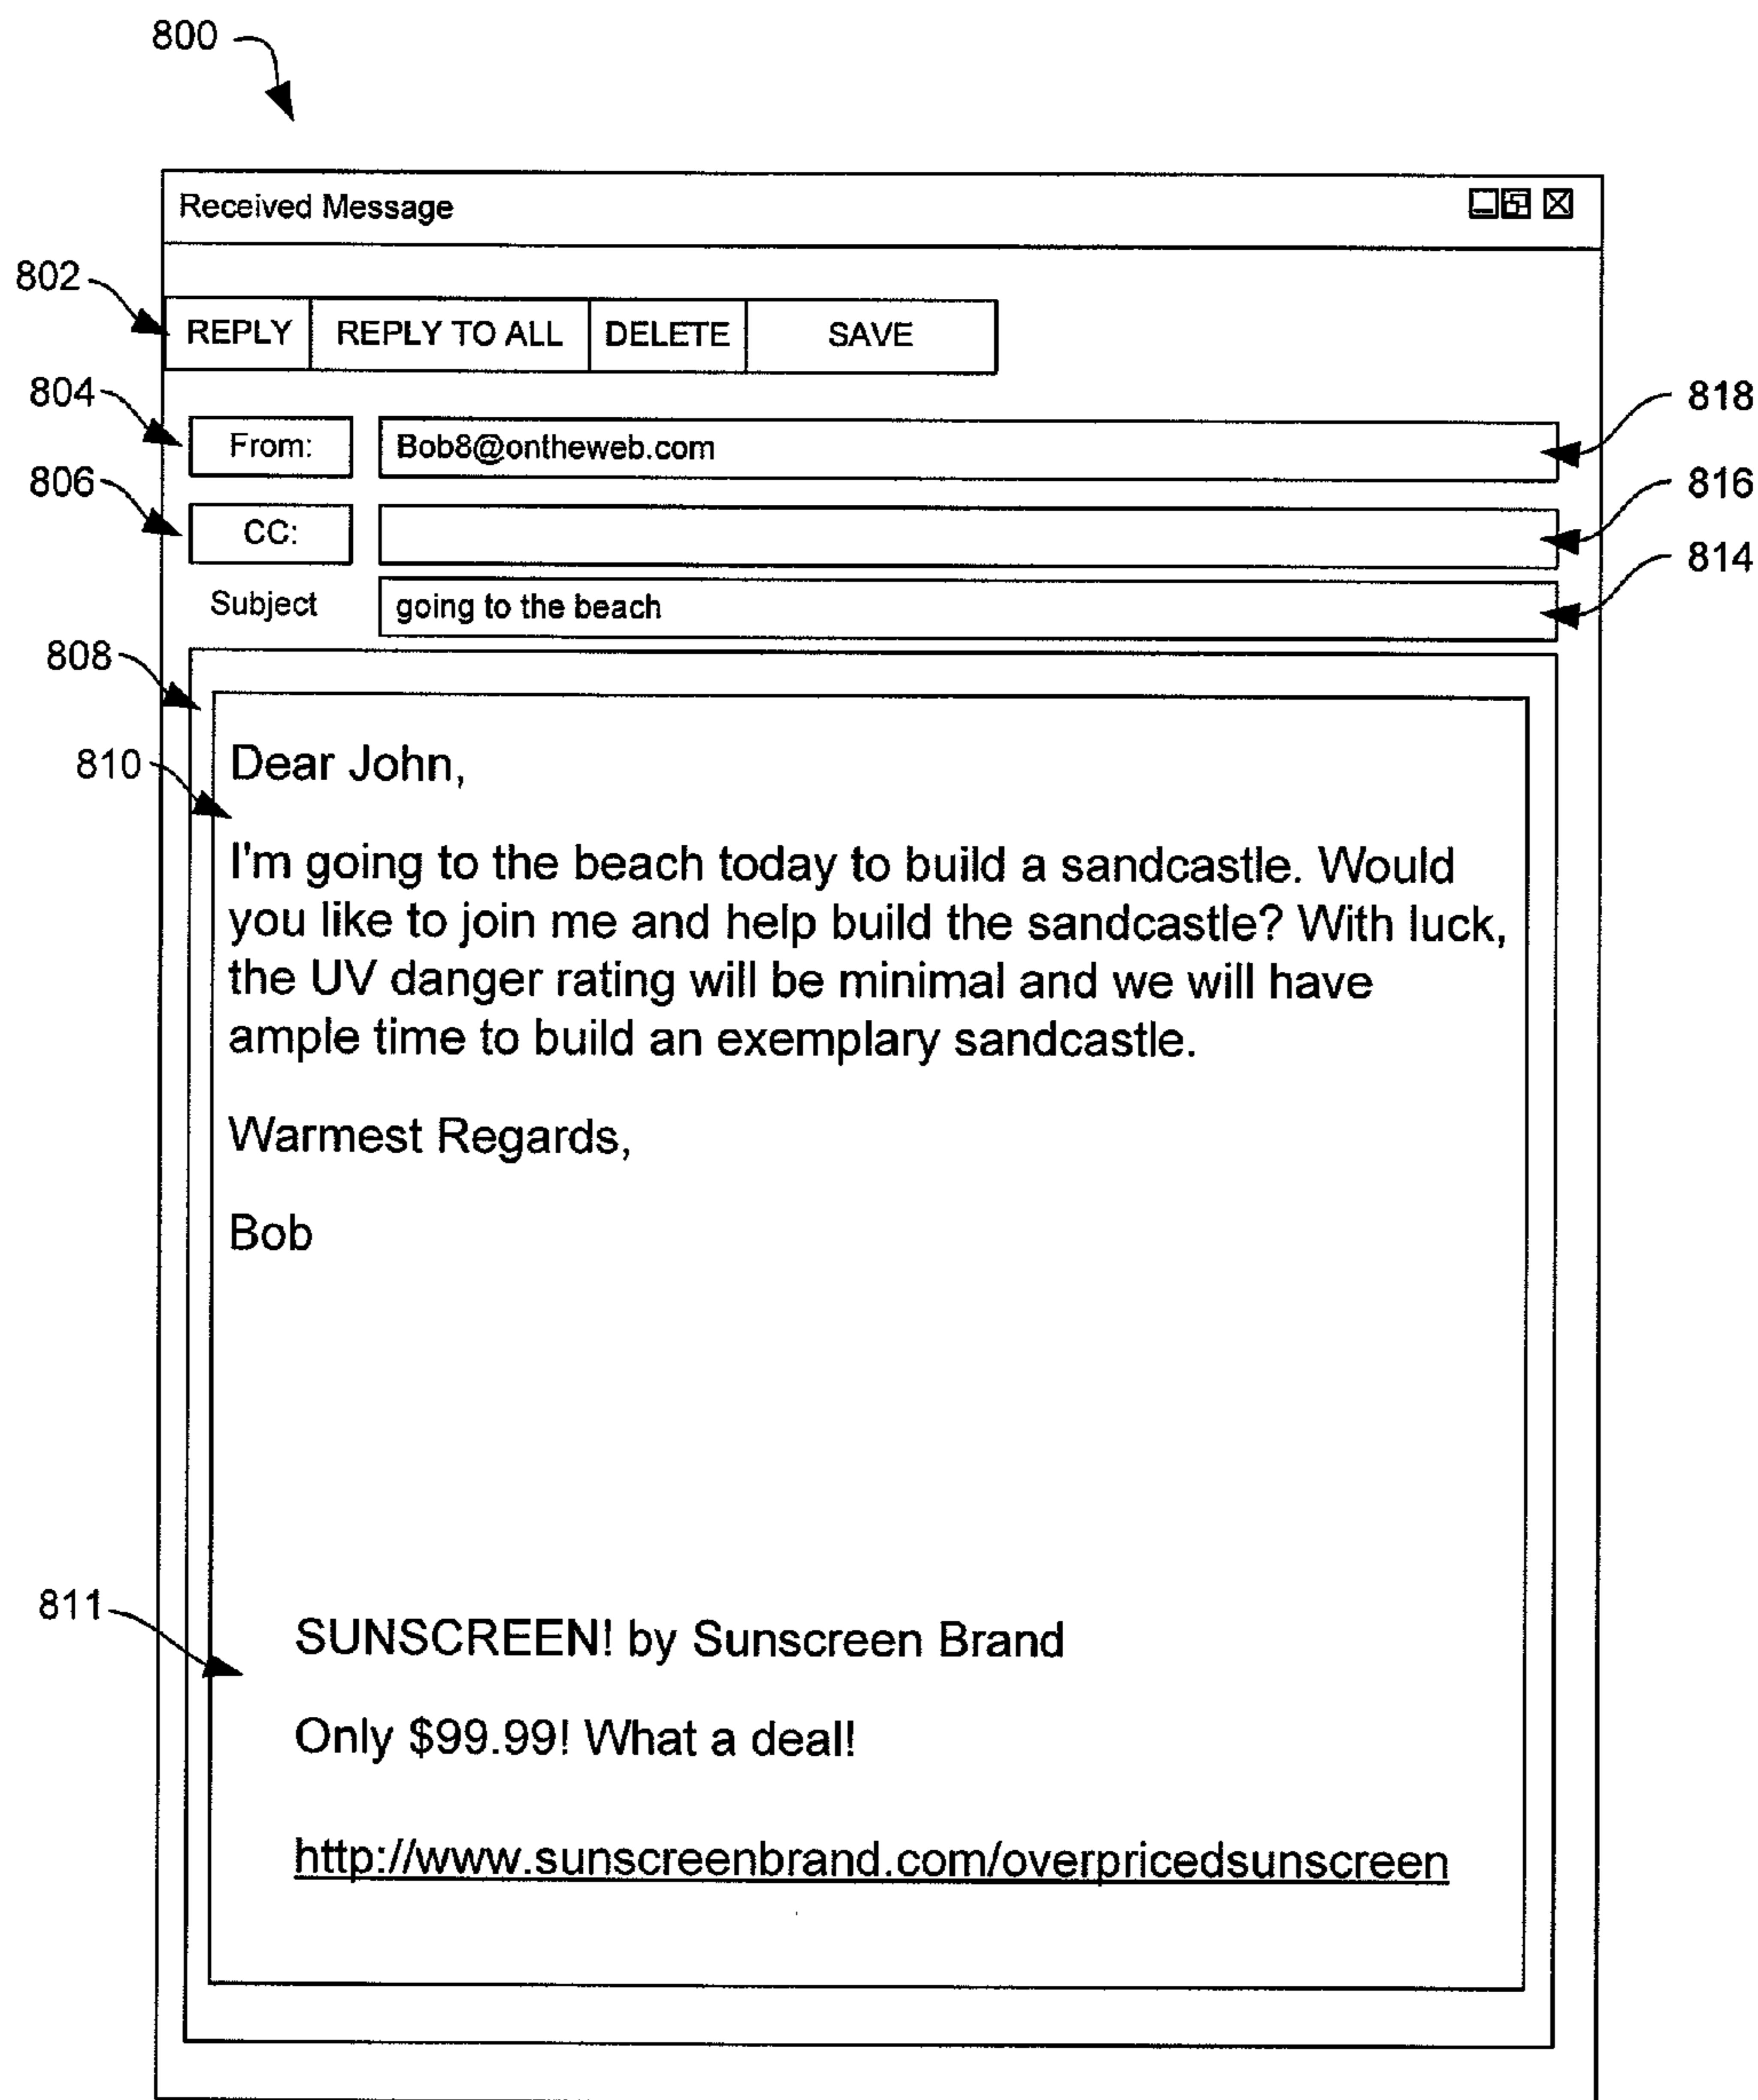 800
Received Message
802
REPLY REPLY TO ALL DELETE SAVE
804
From: Bob8@ontheweb.com
818
806
CC:
816
Subject going to the beach
814
808
810
Dear John,
I'm going to the beach today to build a sandcastle. Would
you like to join me and help build the sandcastle? With luck,
the UV danger rating will be minimal and we will have
ample time to build an exemplary sandcastle.
Warmest Regards,
Bob
811
SUNSCREEN! by Sunscreen Brand
Only $99.99! What a deal!
http://www.sunscreenbrand.com/overpricedsunscreen